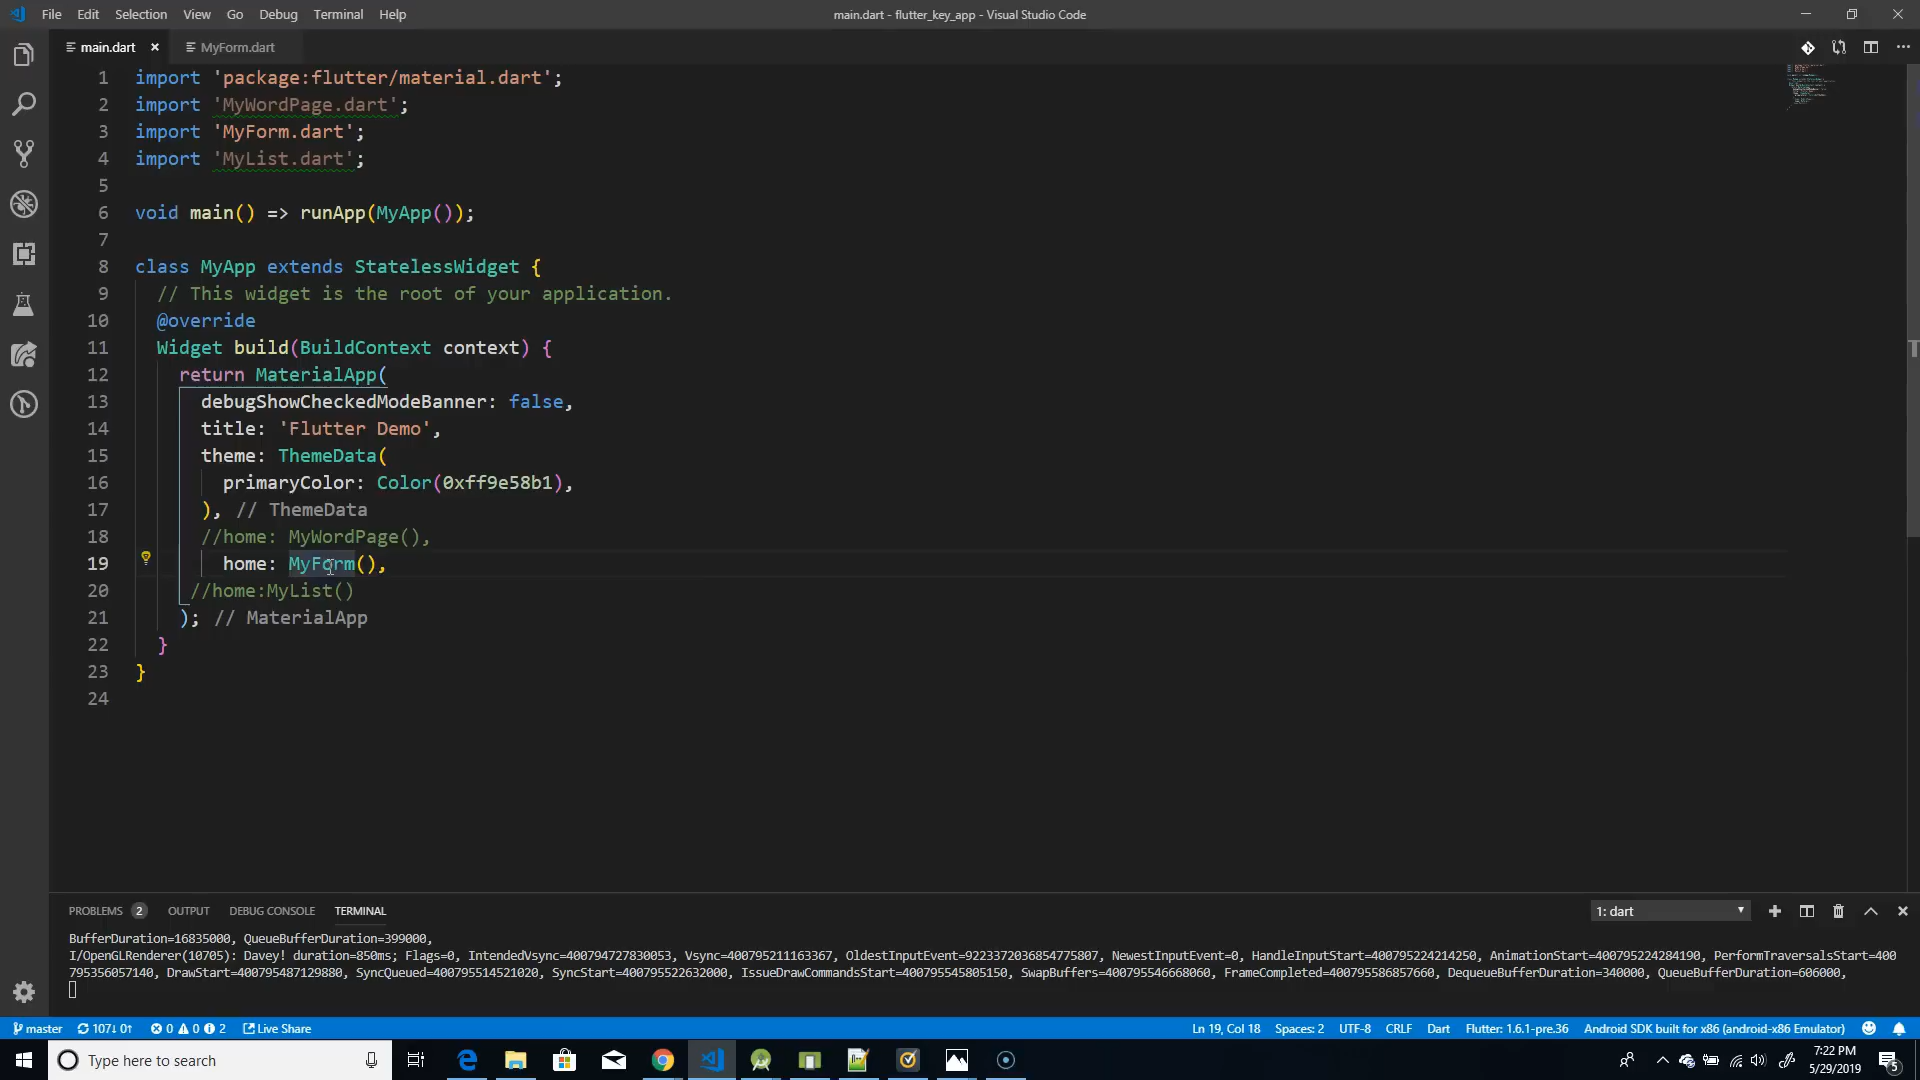 File Edit Selection View Go Debug Terminal Help
main.dart - flutter_key_app - Visual Studio Code
main.dart MyForm.dart
1 import 'package:flutter/material.dart';
2 import 'MyWordPage.dart';
3 import 'MyForm.dart';
4 import 'MyList.dart';
5
6 void main() => runApp(MyApp());
7
8 class MyApp extends StatelessWidget {
9 // This widget is the root of your application.
10 @override
11 Widget build(BuildContext context) {
12 return MaterialApp(
13 debugShowCheckedModeBanner: false,
14 title: 'Flutter Demo',
15 theme: ThemeData(
16 primaryColor: Color(0xff9e58b1),
17 ), // ThemeData
18 //home: MyWordPage(),
19 home: MyForm(),
20 //home:MyList()
21 ); // MaterialApp
22 }
23 }
24
PROBLEMS 2 OUTPUT DEBUG CONSOLE TERMINAL 1: dart
BufferDuration=16835000, QueueBufferDuration=399000,
I/OpenGLRenderer(10705): Davey! duration=850ms; Flags=0, IntendedVsync=400794727830053, Vsync=400795211163367, OldestInputEvent=9223372036854775807, NewestInputEvent=0, HandleInputStart=400795224214250, AnimationStart=400795224284190, PerformTraversalsStart=400
795356057140, DrawStart=400795487129880, SyncQueued=400795514521020, SyncStart=400795522632000, IssueDrawCommandsStart=400795545805150, SwapBuffers=400795546668060, FrameCompleted=400795586857660, DequeueBufferDuration=340000, QueueBufferDuration=606000,
master 107↓ 0↑ 0 0 2 Live Share Ln 19, Col 18 Spaces: 2 UTF-8 CRLF Dart Flutter: 1.6.1-pre.36 Android SDK built for x86 (android-x86 Emulator)
Type here to search
7:22 PM
5/29/2019
5